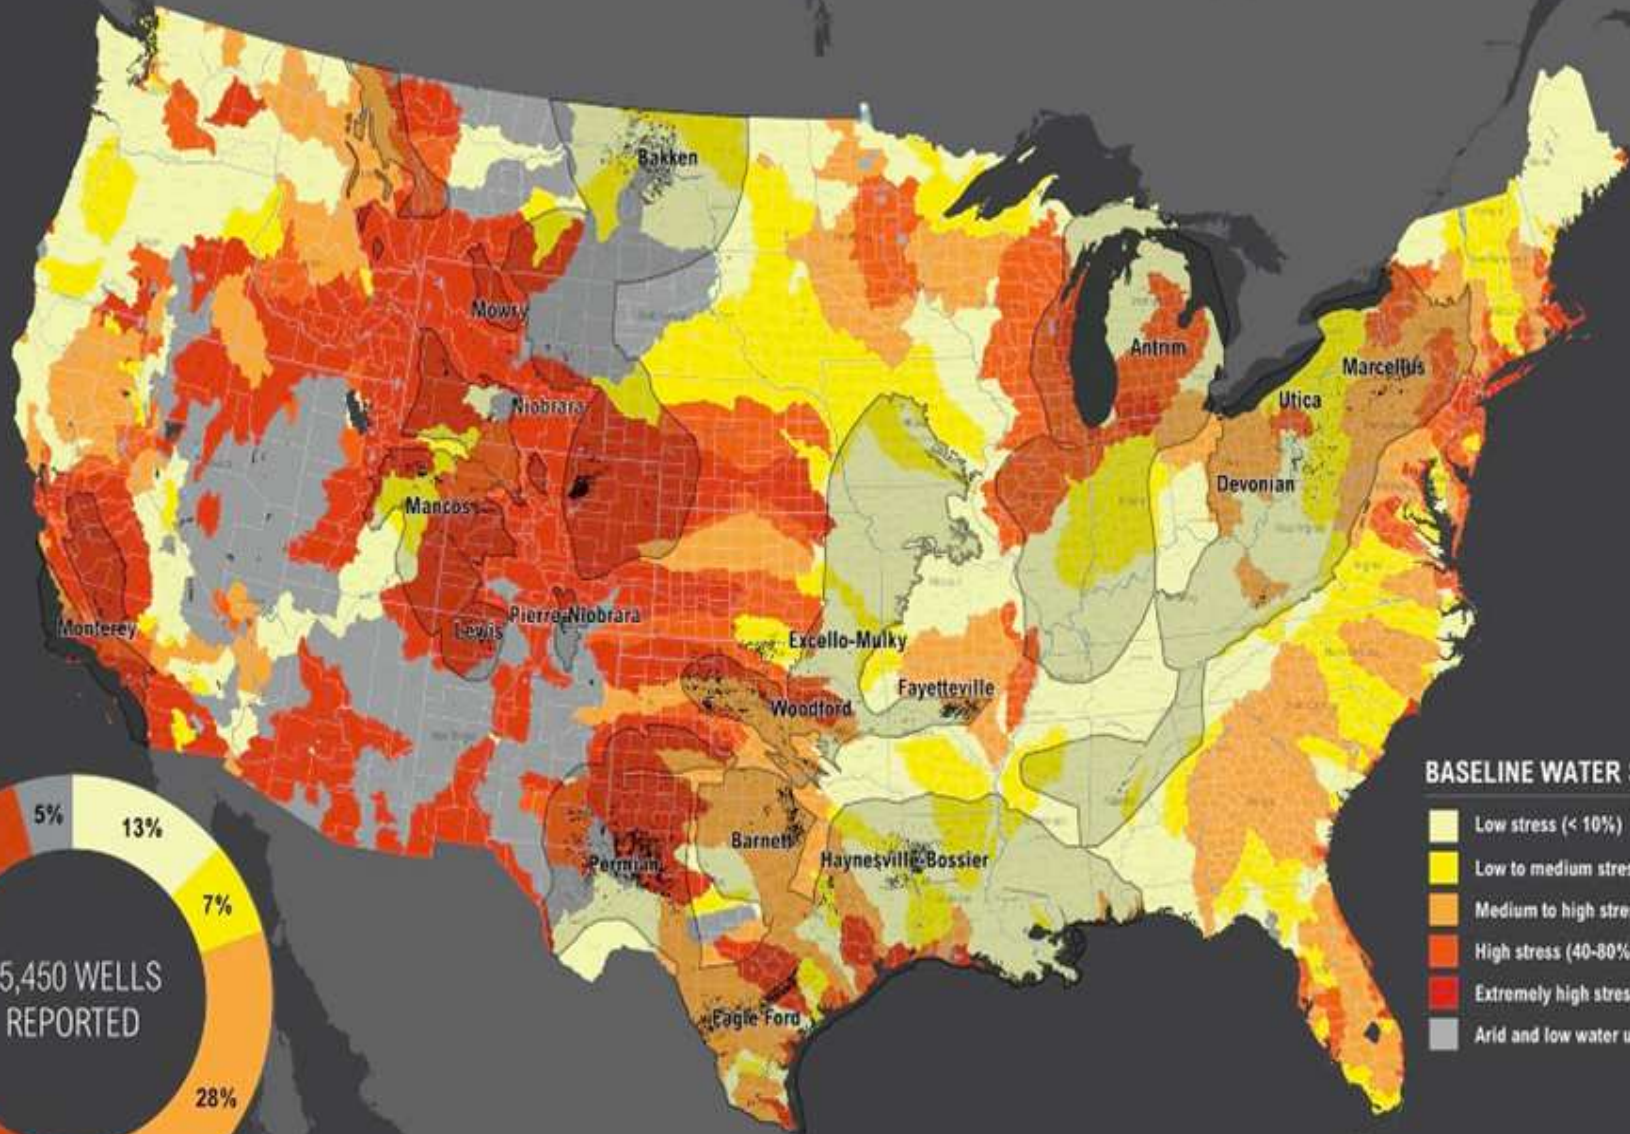 Bakken
Mowry
Antrim
Marcellus
Niobrara
Utica
Mancos
Devonian
Monterey
Lewis
Pierre-Niobrara
Excello-Mulky
Fayetteville
Woodford
Permian
Barnett
Haynesville-Bossier
Eagle Ford
5%
13%
7%
28%
5,450 WELLS
REPORTED
BASELINE WATER S
Low stress (< 10%)
Low to medium stres
Medium to high stre
High stress (40-80%
Extremely high stres
Arid and low water u